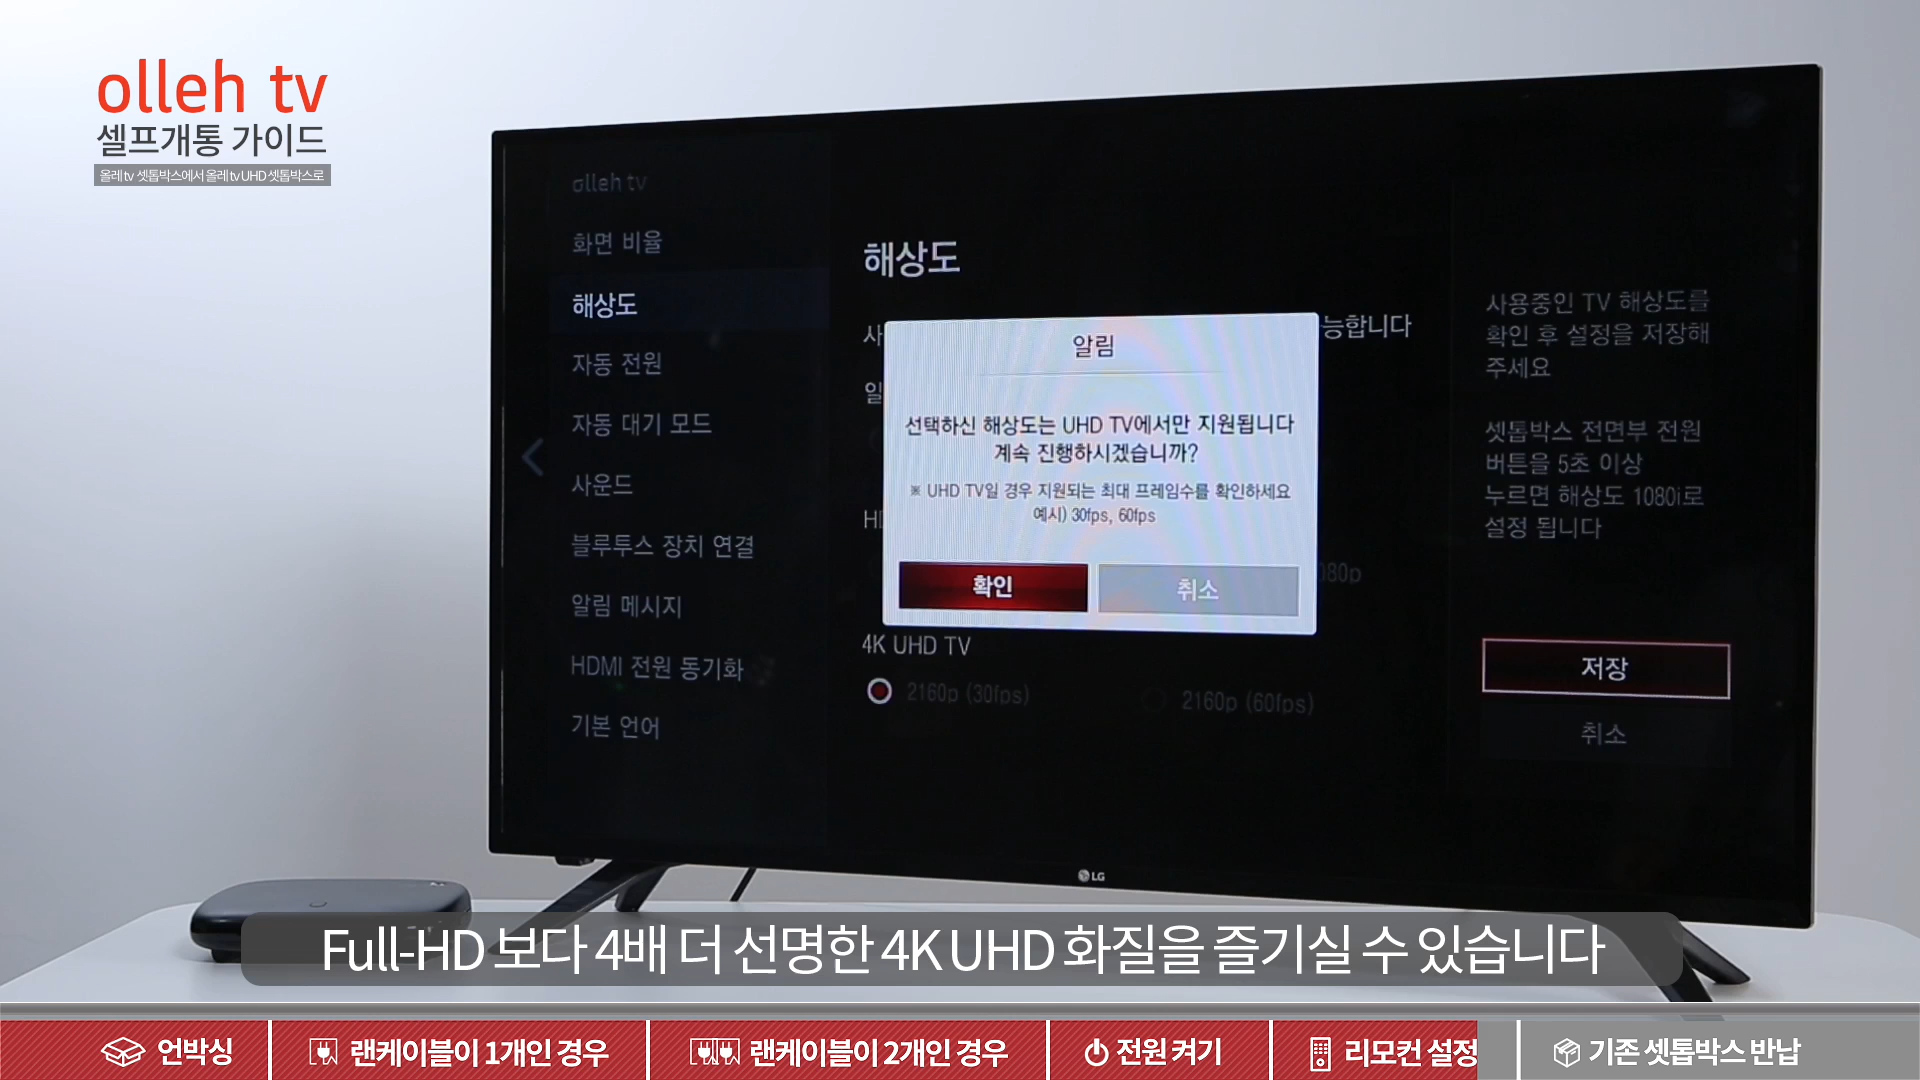 olleh tv
셀프개통 가이드
올레 tv 셋톱박스에서 올레 tv UHD 셋톱박스로
olleh tv
화면 비율
해상도
자동 전원
자동 대기 모드
사운드
블루투스 장치 연결
알림 메시지
HDMI 전원 동기화
기본 언어
해상도
사
능합니다
일
HD
080p
4K UHD TV
2160p (30fps)
2160p (60fps)
알림
선택하신 해상도는 UHD TV에서만 지원됩니다
계속 진행하시겠습니까?
※ UHD TV일 경우 지원되는 최대 프레임수를 확인하세요
예시) 30fps, 60fps
확인
취소
사용중인 TV 해상도를
확인 후 설정을 저장해
주세요
셋톱박스 전면부 전원
버튼을 5초 이상
누르면 해상도 1080i로
설정 됩니다
저장
취소
LG
Full-HD 보다 4배 더 선명한 4K UHD 화질을 즐기실 수 있습니다
언박싱
랜케이블이 1개인 경우
랜케이블이 2개인 경우
전원 켜기
리모컨 설정
기존 셋톱박스 반납